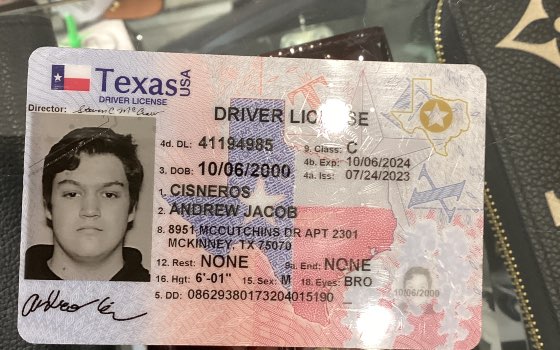 Texas USA
DRIVER LICENSE
Director:
DRIVER LICENSE
4d. DL: 41194985 9. Class: C
3. DOB: 10/06/2000 4b. Exp: 10/06/2024
4a. Iss: 07/24/2023
1. CISNEROS
2. ANDREW JACOB
8. 8951 MCCUTCHINS DR APT 2301
MCKINNEY, TX 75070
12. Rest: NONE 9a. End: NONE
16. Hgt: 6'-01" 15. Sex: M 18. Eyes: BRO
5. DD: 08629380173204015190
10/06/2000